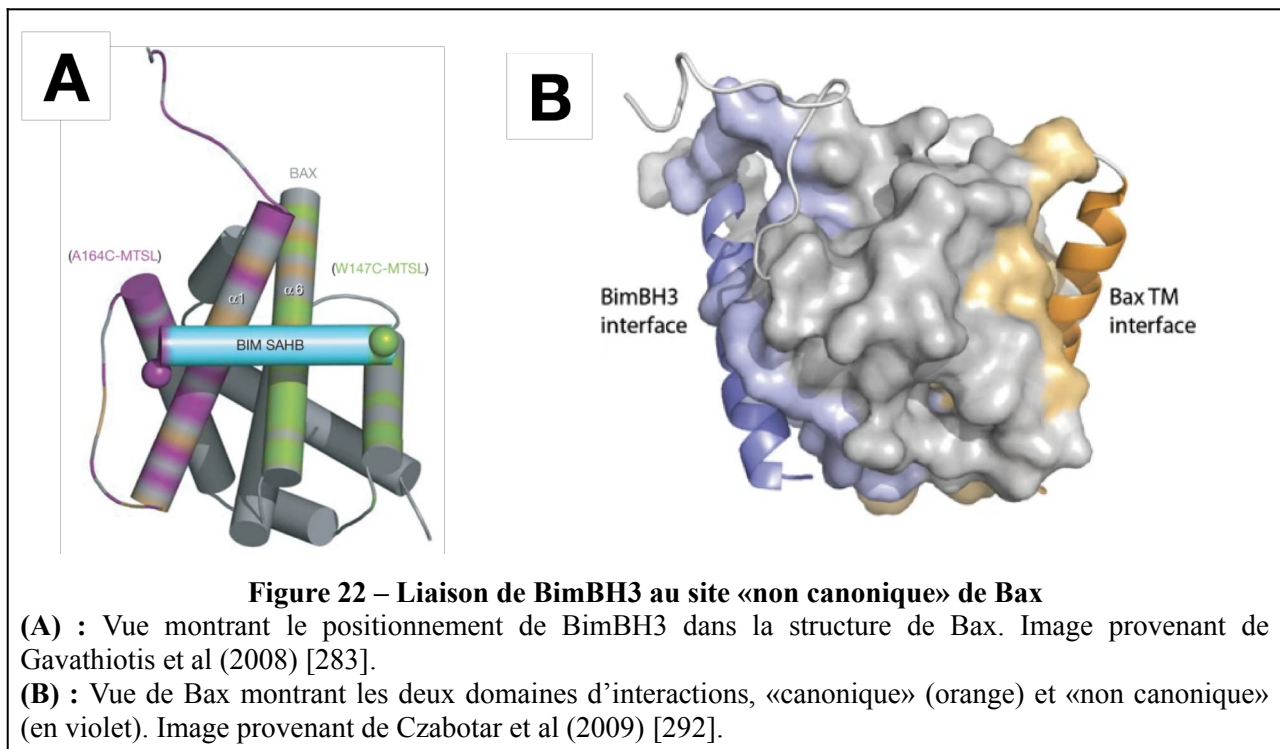 A
B
BAX
(A164C-MTSL)
(W147C-MTSL)
α1
α6
BIM SAHB
BimBH3
interface
Bax TM
interface
Figure 22 – Liaison de BimBH3 au site «non canonique» de Bax
(A) : Vue montrant le positionnement de BimBH3 dans la structure de Bax. Image provenant de
Gavathiotis et al (2008) [283].
(B) : Vue de Bax montrant les deux domaines d’interactions, «canonique» (orange) et «non canonique»
(en violet). Image provenant de Czabotar et al (2009) [292].